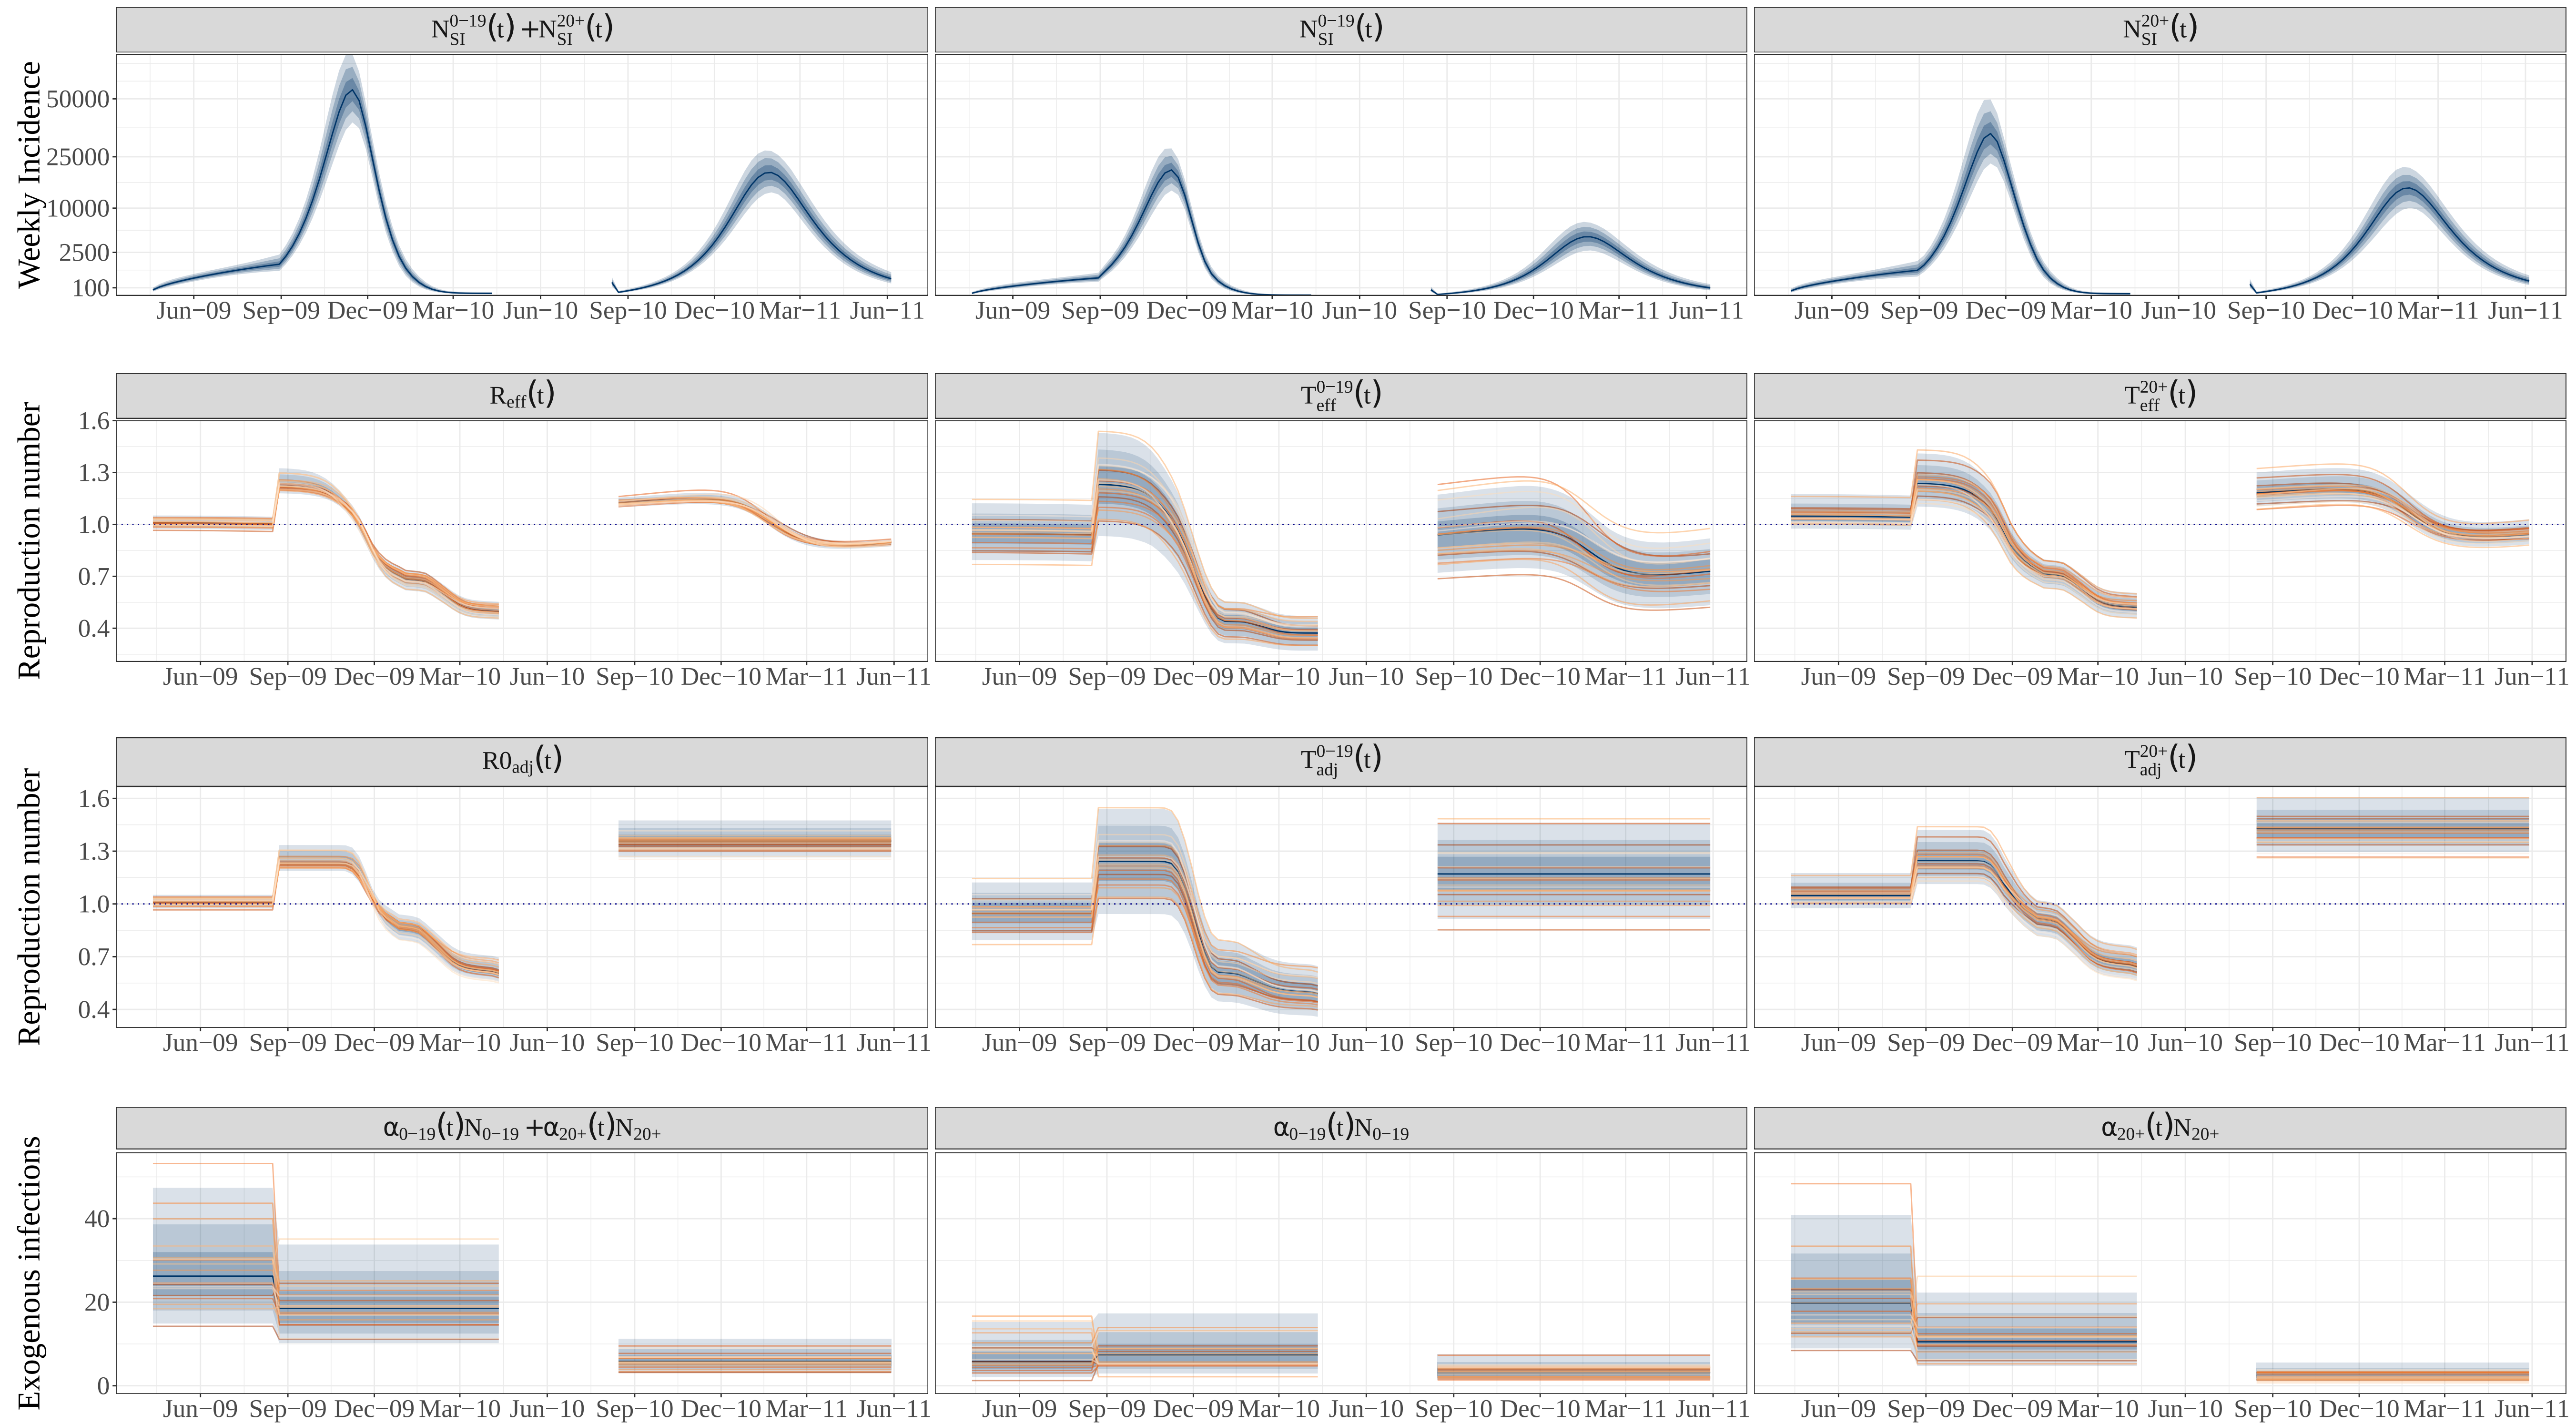 N_SI^0−19(t) +N_SI^20+(t)
N_SI^0−19(t)
N_SI^20+(t)
Weekly Incidence
50000
25000
10000
2500
100
Jun−09 Sep−09 Dec−09 Mar−10 Jun−10 Sep−10 Dec−10 Mar−11 Jun−11
Jun−09 Sep−09 Dec−09 Mar−10 Jun−10 Sep−10 Dec−10 Mar−11 Jun−11
Jun−09 Sep−09 Dec−09 Mar−10 Jun−10 Sep−10 Dec−10 Mar−11 Jun−11
R_eff(t)
T_eff^0−19(t)
T_eff^20+(t)
Reproduction number
1.6
1.3
1.0
0.7
0.4
Jun−09 Sep−09 Dec−09 Mar−10 Jun−10 Sep−10 Dec−10 Mar−11 Jun−11
Jun−09 Sep−09 Dec−09 Mar−10 Jun−10 Sep−10 Dec−10 Mar−11 Jun−11
Jun−09 Sep−09 Dec−09 Mar−10 Jun−10 Sep−10 Dec−10 Mar−11 Jun−11
R0_adj(t)
T_adj^0−19(t)
T_adj^20+(t)
Reproduction number
1.6
1.3
1.0
0.7
0.4
Jun−09 Sep−09 Dec−09 Mar−10 Jun−10 Sep−10 Dec−10 Mar−11 Jun−11
Jun−09 Sep−09 Dec−09 Mar−10 Jun−10 Sep−10 Dec−10 Mar−11 Jun−11
Jun−09 Sep−09 Dec−09 Mar−10 Jun−10 Sep−10 Dec−10 Mar−11 Jun−11
α_0−19(t)N_0−19 +α_20+(t)N_20+
α_0−19(t)N_0−19
α_20+(t)N_20+
Exogenous infections
40
20
0
Jun−09 Sep−09 Dec−09 Mar−10 Jun−10 Sep−10 Dec−10 Mar−11 Jun−11
Jun−09 Sep−09 Dec−09 Mar−10 Jun−10 Sep−10 Dec−10 Mar−11 Jun−11
Jun−09 Sep−09 Dec−09 Mar−10 Jun−10 Sep−10 Dec−10 Mar−11 Jun−11